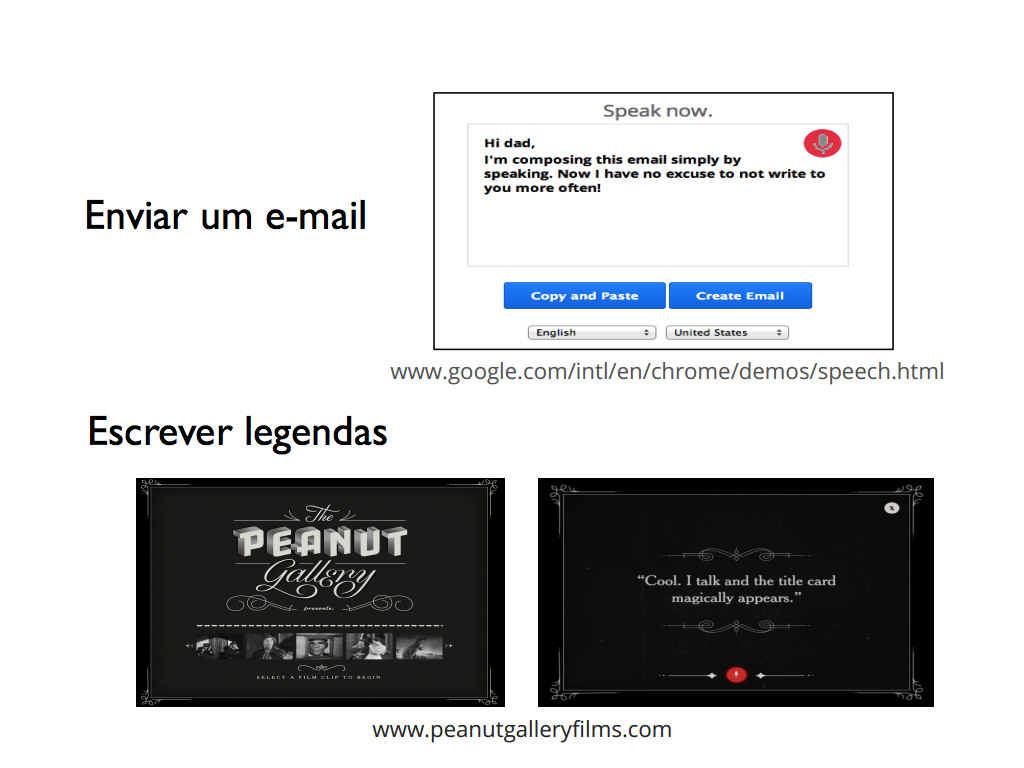 Speak now.
Hi dad,
I'm composing this email simply by
speaking. Now I have no excuse to not write to
you more often!
Enviar um e-mail
Copy and Paste Create Email
English United States
www.google.com/intl/en/chrome/demos/speech.html
Escrever legendas
The
PEANUT
Gallery
presents:
SELECT A FILM CLIP TO BEGIN
x
“Cool. I talk and the title card
magically appears.”
www.peanutgalleryfilms.com